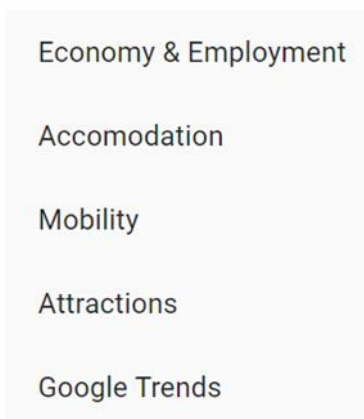 Economy & Employment
Accomodation
Mobility
Attractions
Google Trends